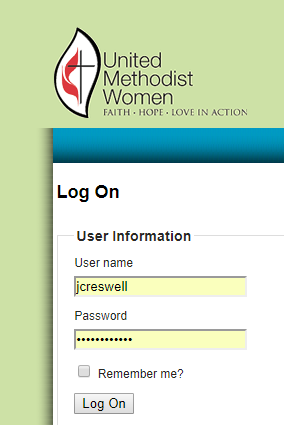 United
Methodist
Women
FAITH • HOPE • LOVE IN ACTION
Log On
User Information
User name
jcreswell
Password
••••••••••••
Remember me?
Log On